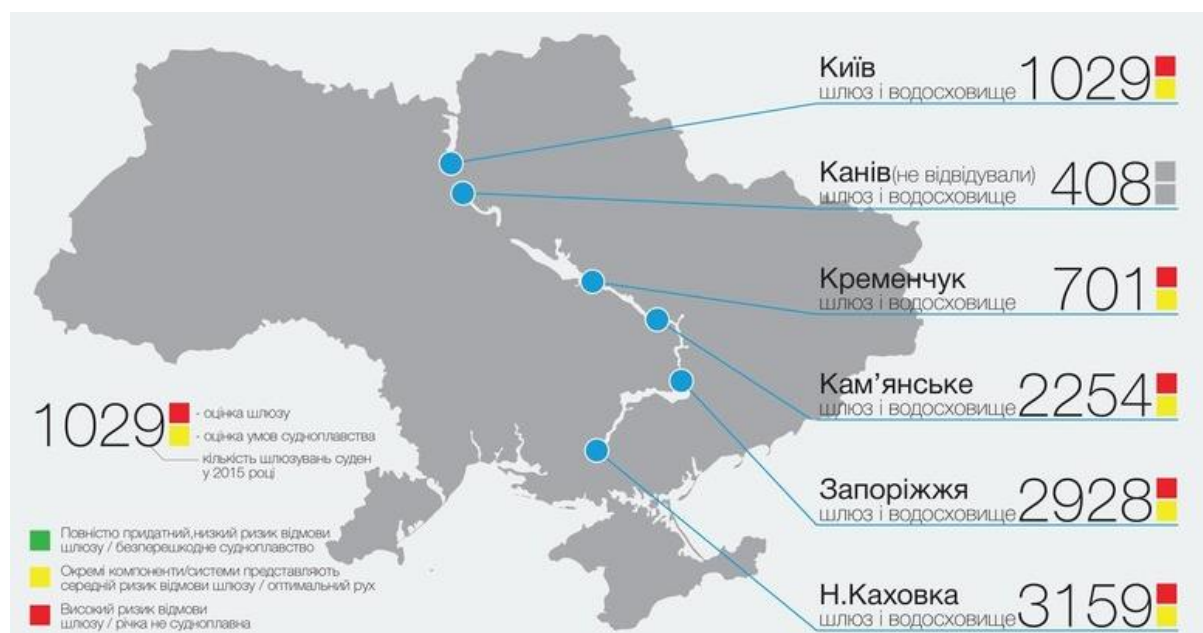 Київ 1029
шлюз і водосховище
Канів(не відвідували) 408
шлюз і водосховище
Кременчук 701
шлюз і водосховище
Кам’янське 2254
шлюз і водосховище
Запоріжжя 2928
шлюз і водосховище
Н.Каховка 3159
шлюз і водосховище
1029
- оцінка шлюзу
- оцінка умов судноплавства
кількість шлюзувань суден
у 2015 році
Повністю придатний,низкий ризик відмови
шлюзу / безперешкодне судноплавство
Окремі компоненти/системи представляють
середній ризик відмови шлюзу / оптимальний рух
Високий ризик відмови
шлюзу / річка не судноплавна